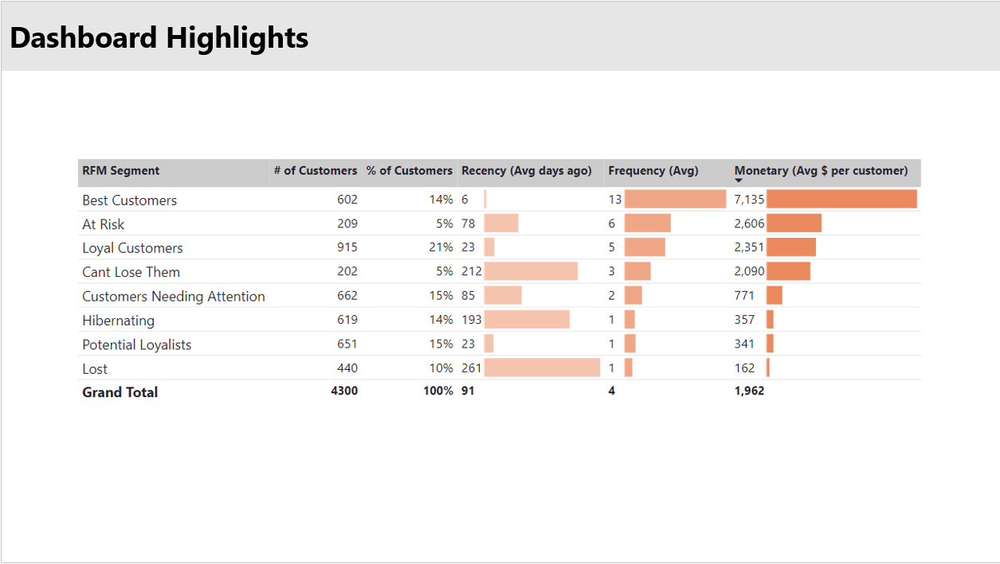 Dashboard Highlights
RFM Segment # of Customers % of Customers Recency (Avg days ago) Frequency (Avg) Monetary (Avg $ per customer)
Best Customers 602 14% 6 13 7,135
At Risk 209 5% 78 6 2,606
Loyal Customers 915 21% 23 5 2,351
Cant Lose Them 202 5% 212 3 2,090
Customers Needing Attention 662 15% 85 2 771
Hibernating 619 14% 193 1 357
Potential Loyalists 651 15% 23 1 341
Lost 440 10% 261 1 162
Grand Total 4300 100% 91 4 1,962